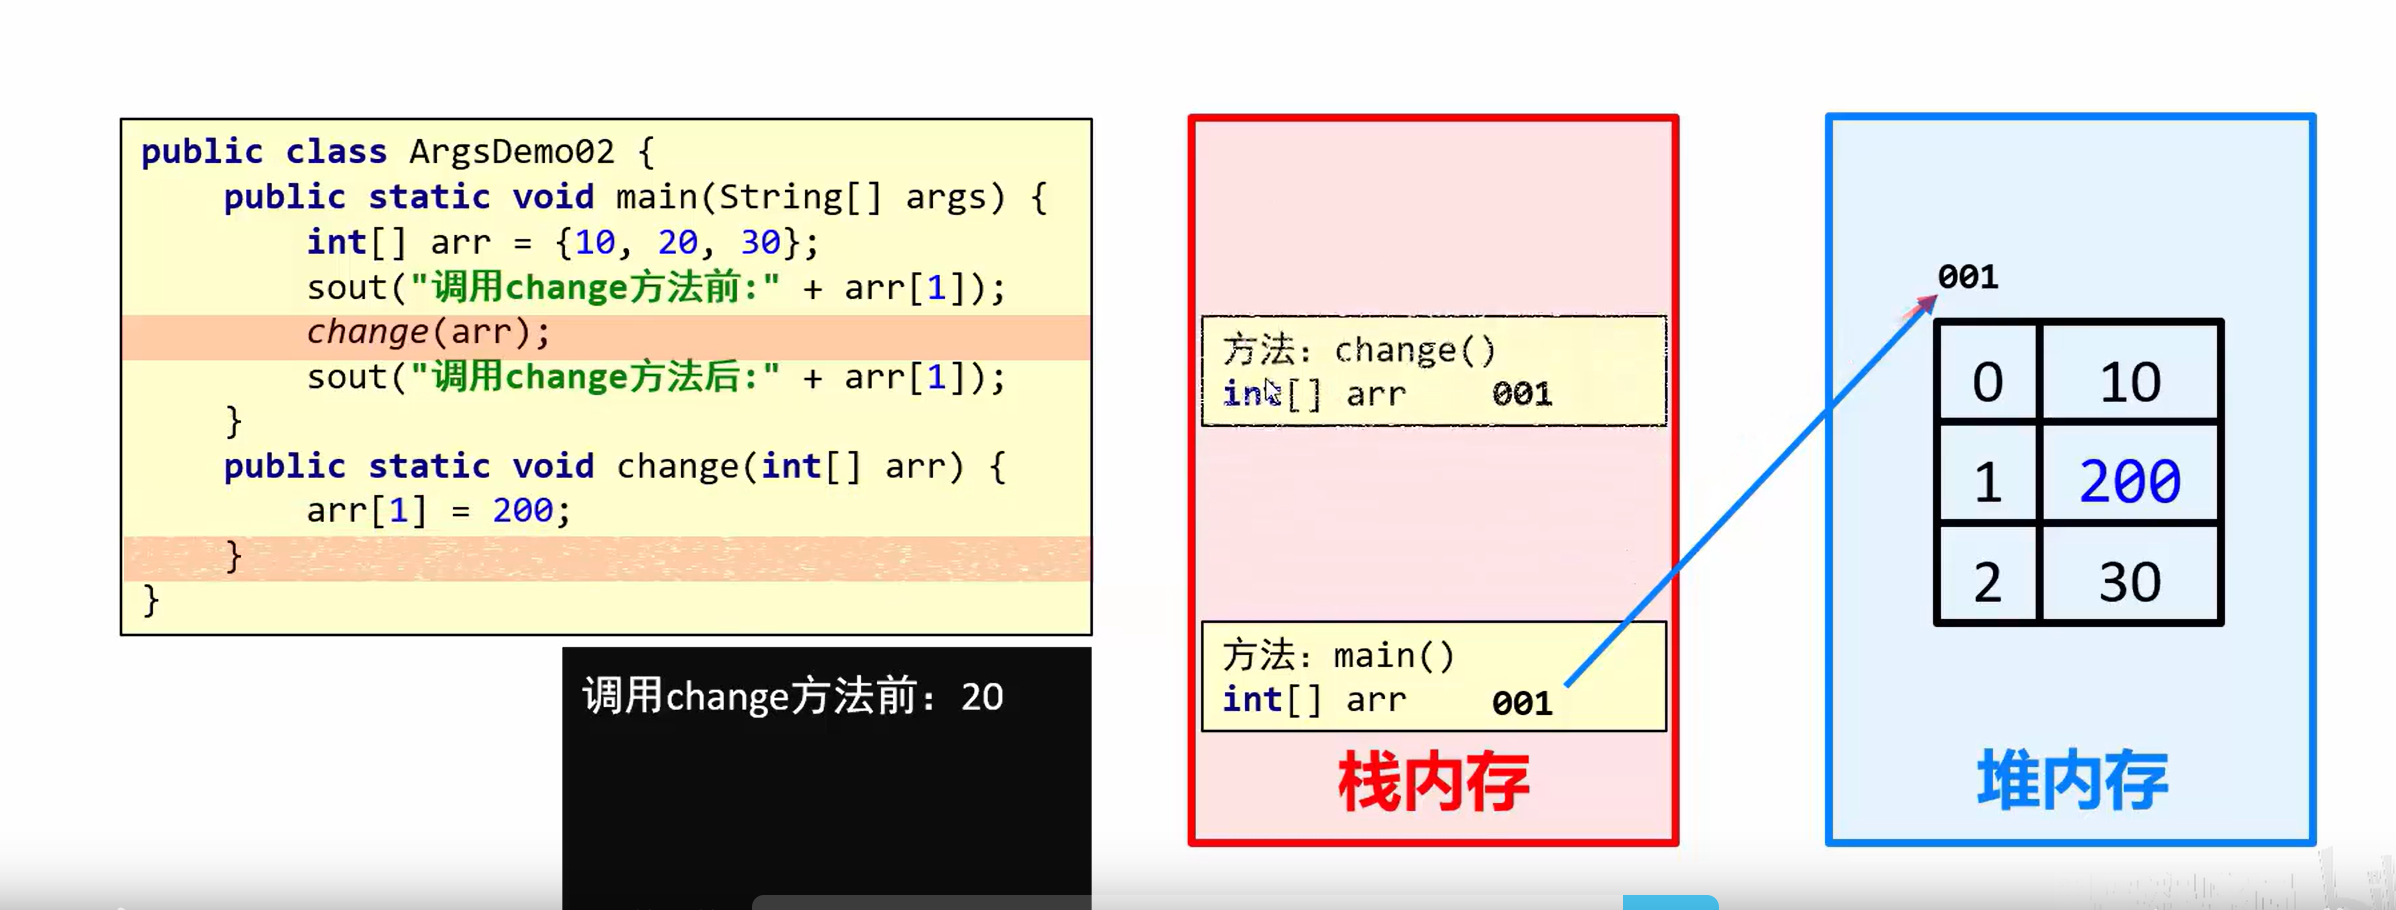 public class ArgsDemo02 {
public static void main(String[] args) {
int[] arr = {10, 20, 30};
sout("调用change方法前:" + arr[1]);
change(arr);
sout("调用change方法后:" + arr[1]);
}
public static void change(int[] arr) {
arr[1] = 200;
}
}
调用change方法前：20
方法：change()
int[] arr 001
方法：main()
int[] arr 001
栈内存
001
0 10
1 200
2 30
堆内存